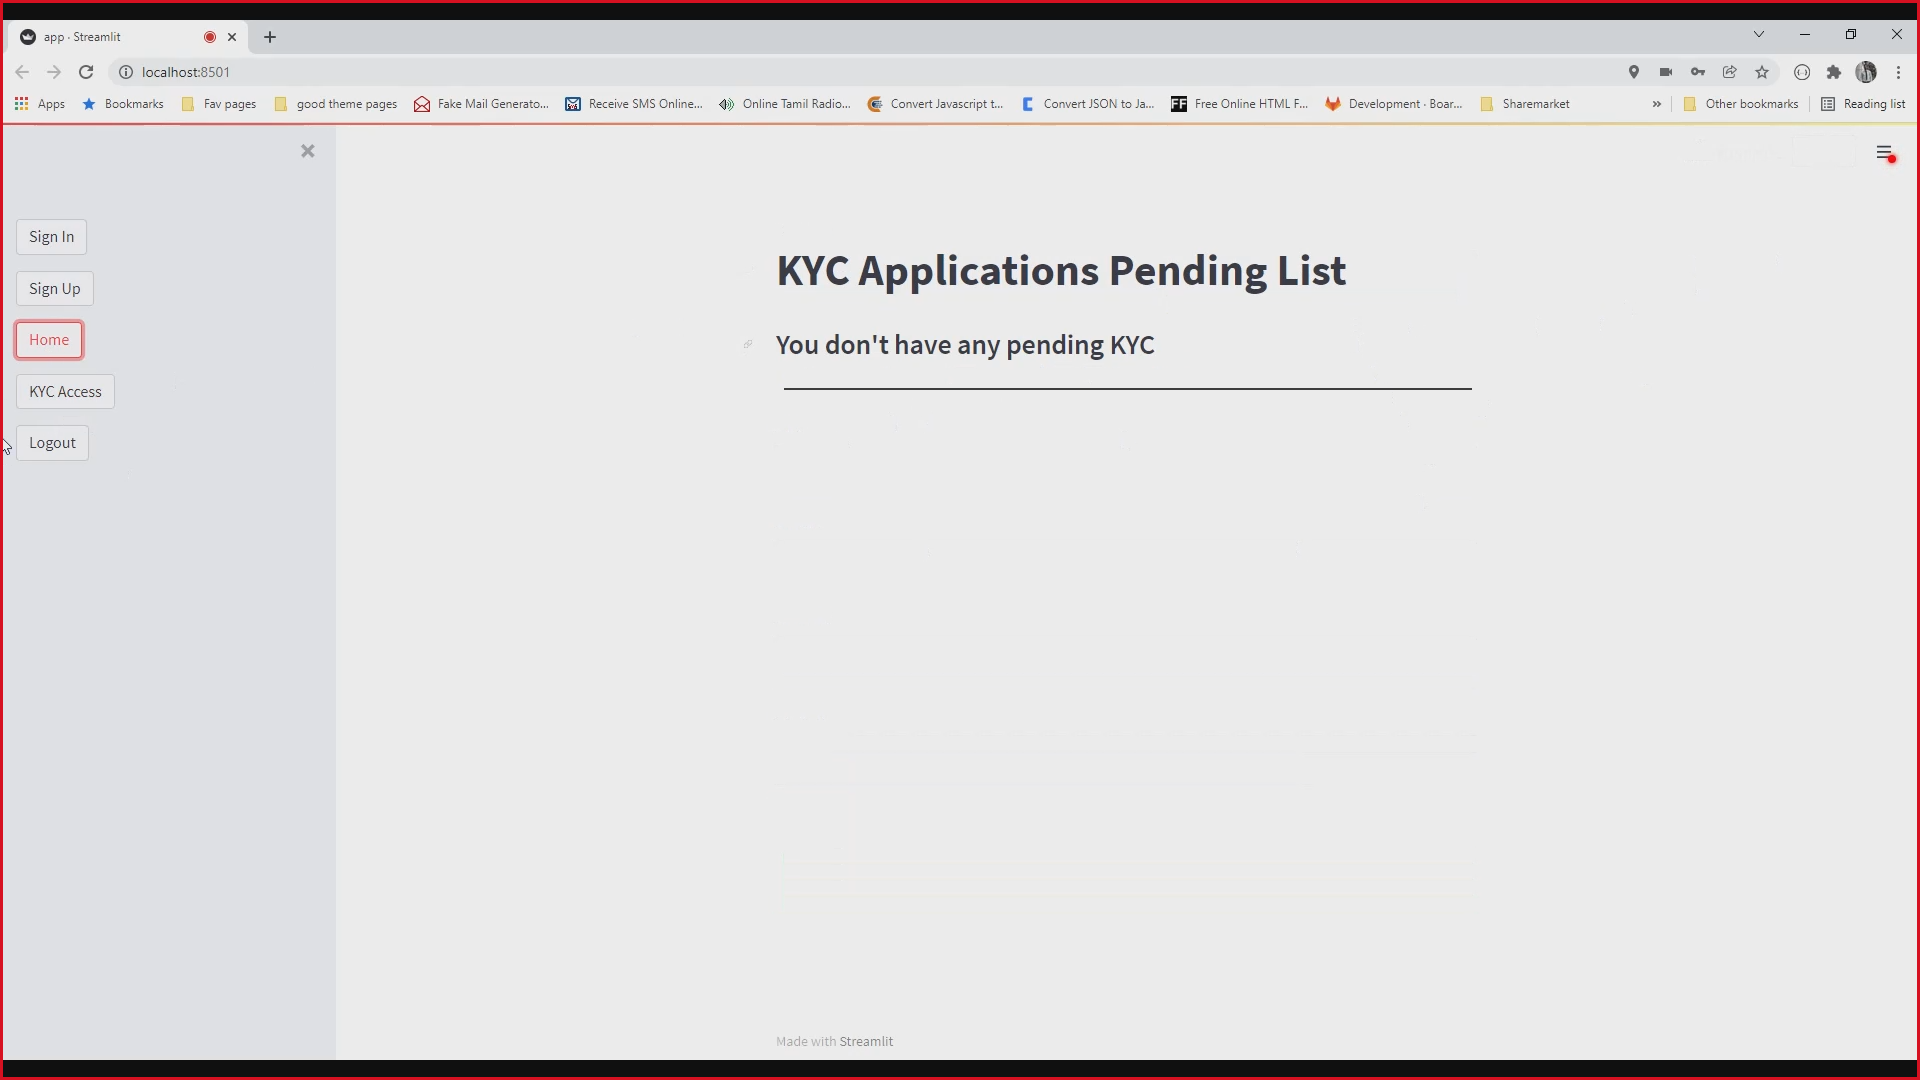 app · Streamlit
localhost:8501
Apps Bookmarks Fav pages good theme pages Fake Mail Generato... Receive SMS Online... Online Tamil Radio... Convert Javascript t... Convert JSON to Ja... Free Online HTML F... Development · Boar... Sharemarket » Other bookmarks Reading list
Sign In
Sign Up
Home
KYC Access
Logout
KYC Applications Pending List
You don't have any pending KYC
Made with Streamlit